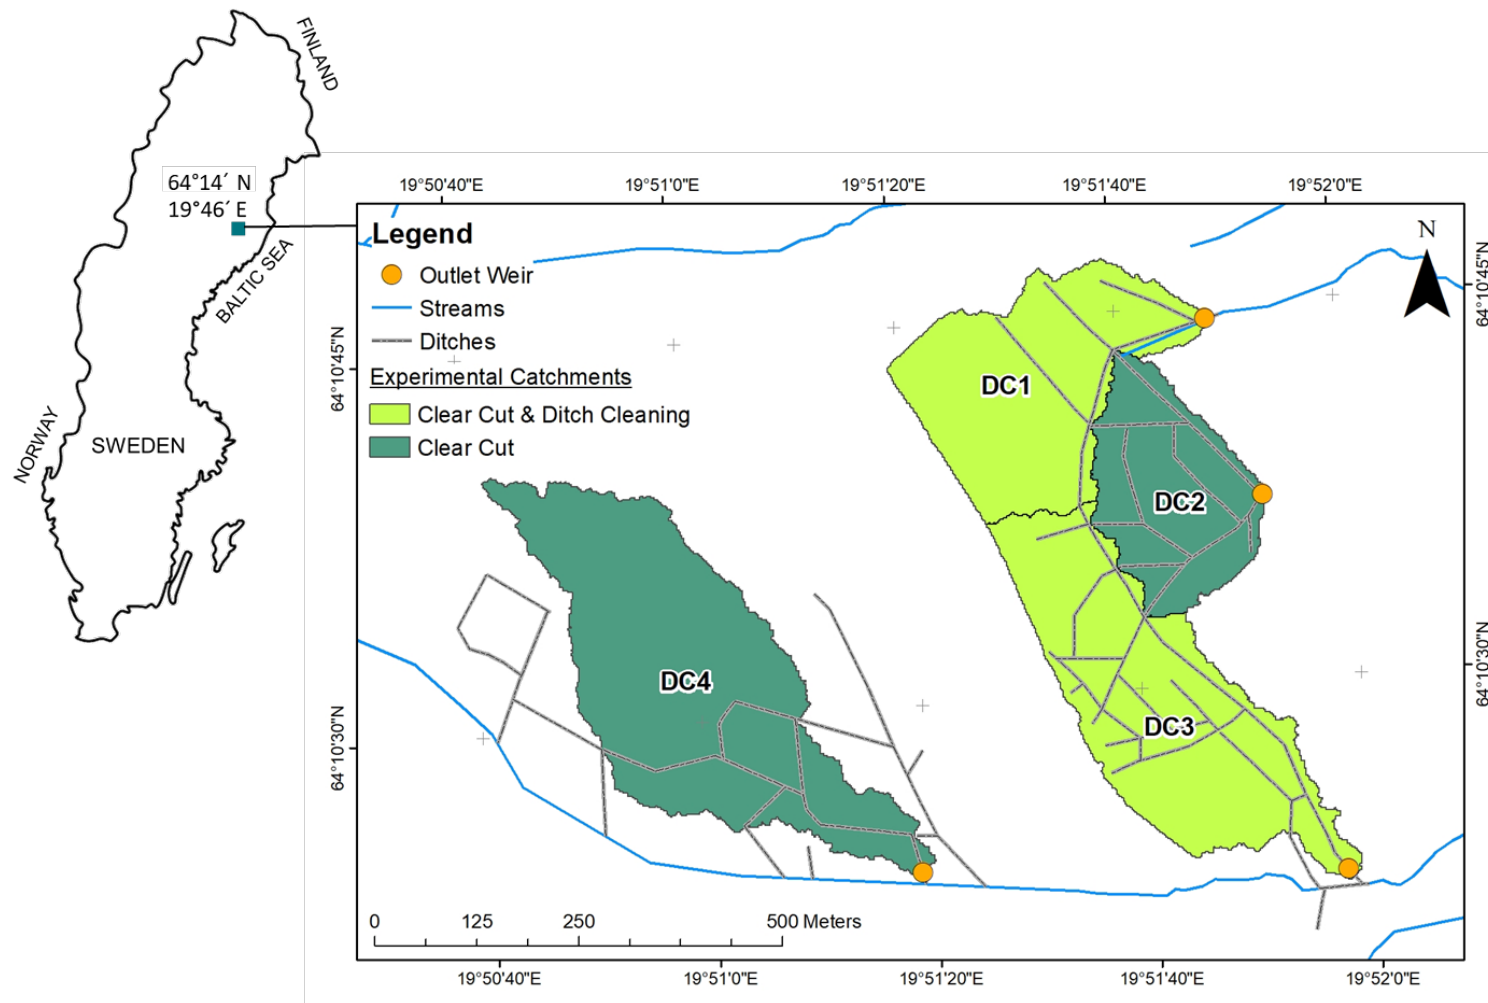 FINLAND
64°14´ N
19°46´ E
BALTIC SEA
NORWAY
SWEDEN
19°50'40"E
19°51'0"E
19°51'20"E
19°51'40"E
19°52'0"E
Legend
Outlet Weir
Streams
Ditches
Experimental Catchments
Clear Cut & Ditch Cleaning
Clear Cut
N
64°10'45"N
64°10'45"N
DC1
DC2
DC4
DC3
64°10'30"N
64°10'30"N
0 125 250 500 Meters
19°50'40"E
19°51'0"E
19°51'20"E
19°51'40"E
19°52'0"E